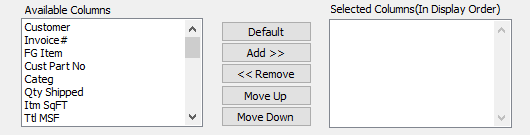 Available Columns
Selected Columns(In Display Order)
Customer
Invoice#
FG Item
Cust Part No
Categ
Qty Shipped
Itm SqFT
Ttl MSF
Default
Add >>
<< Remove
Move Up
Move Down